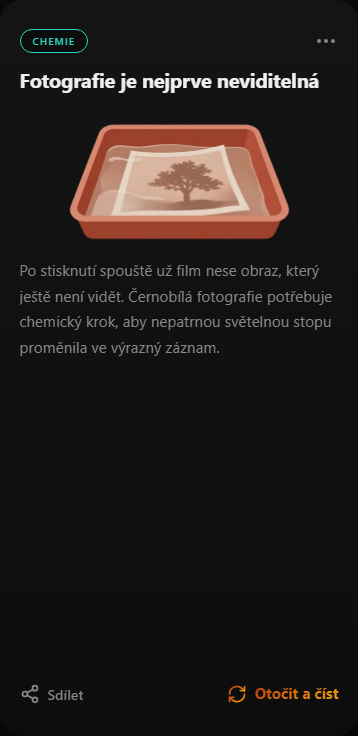 CHEMIE
Fotografie je nejprve neviditelná
Po stisknutí spouště už film nese obraz, který
ještě není vidět. Černobílá fotografie potřebuje
chemický krok, aby nepatrnou světelnou stopu
proměnila ve výrazný záznam.
Sdílet
Otočit a číst